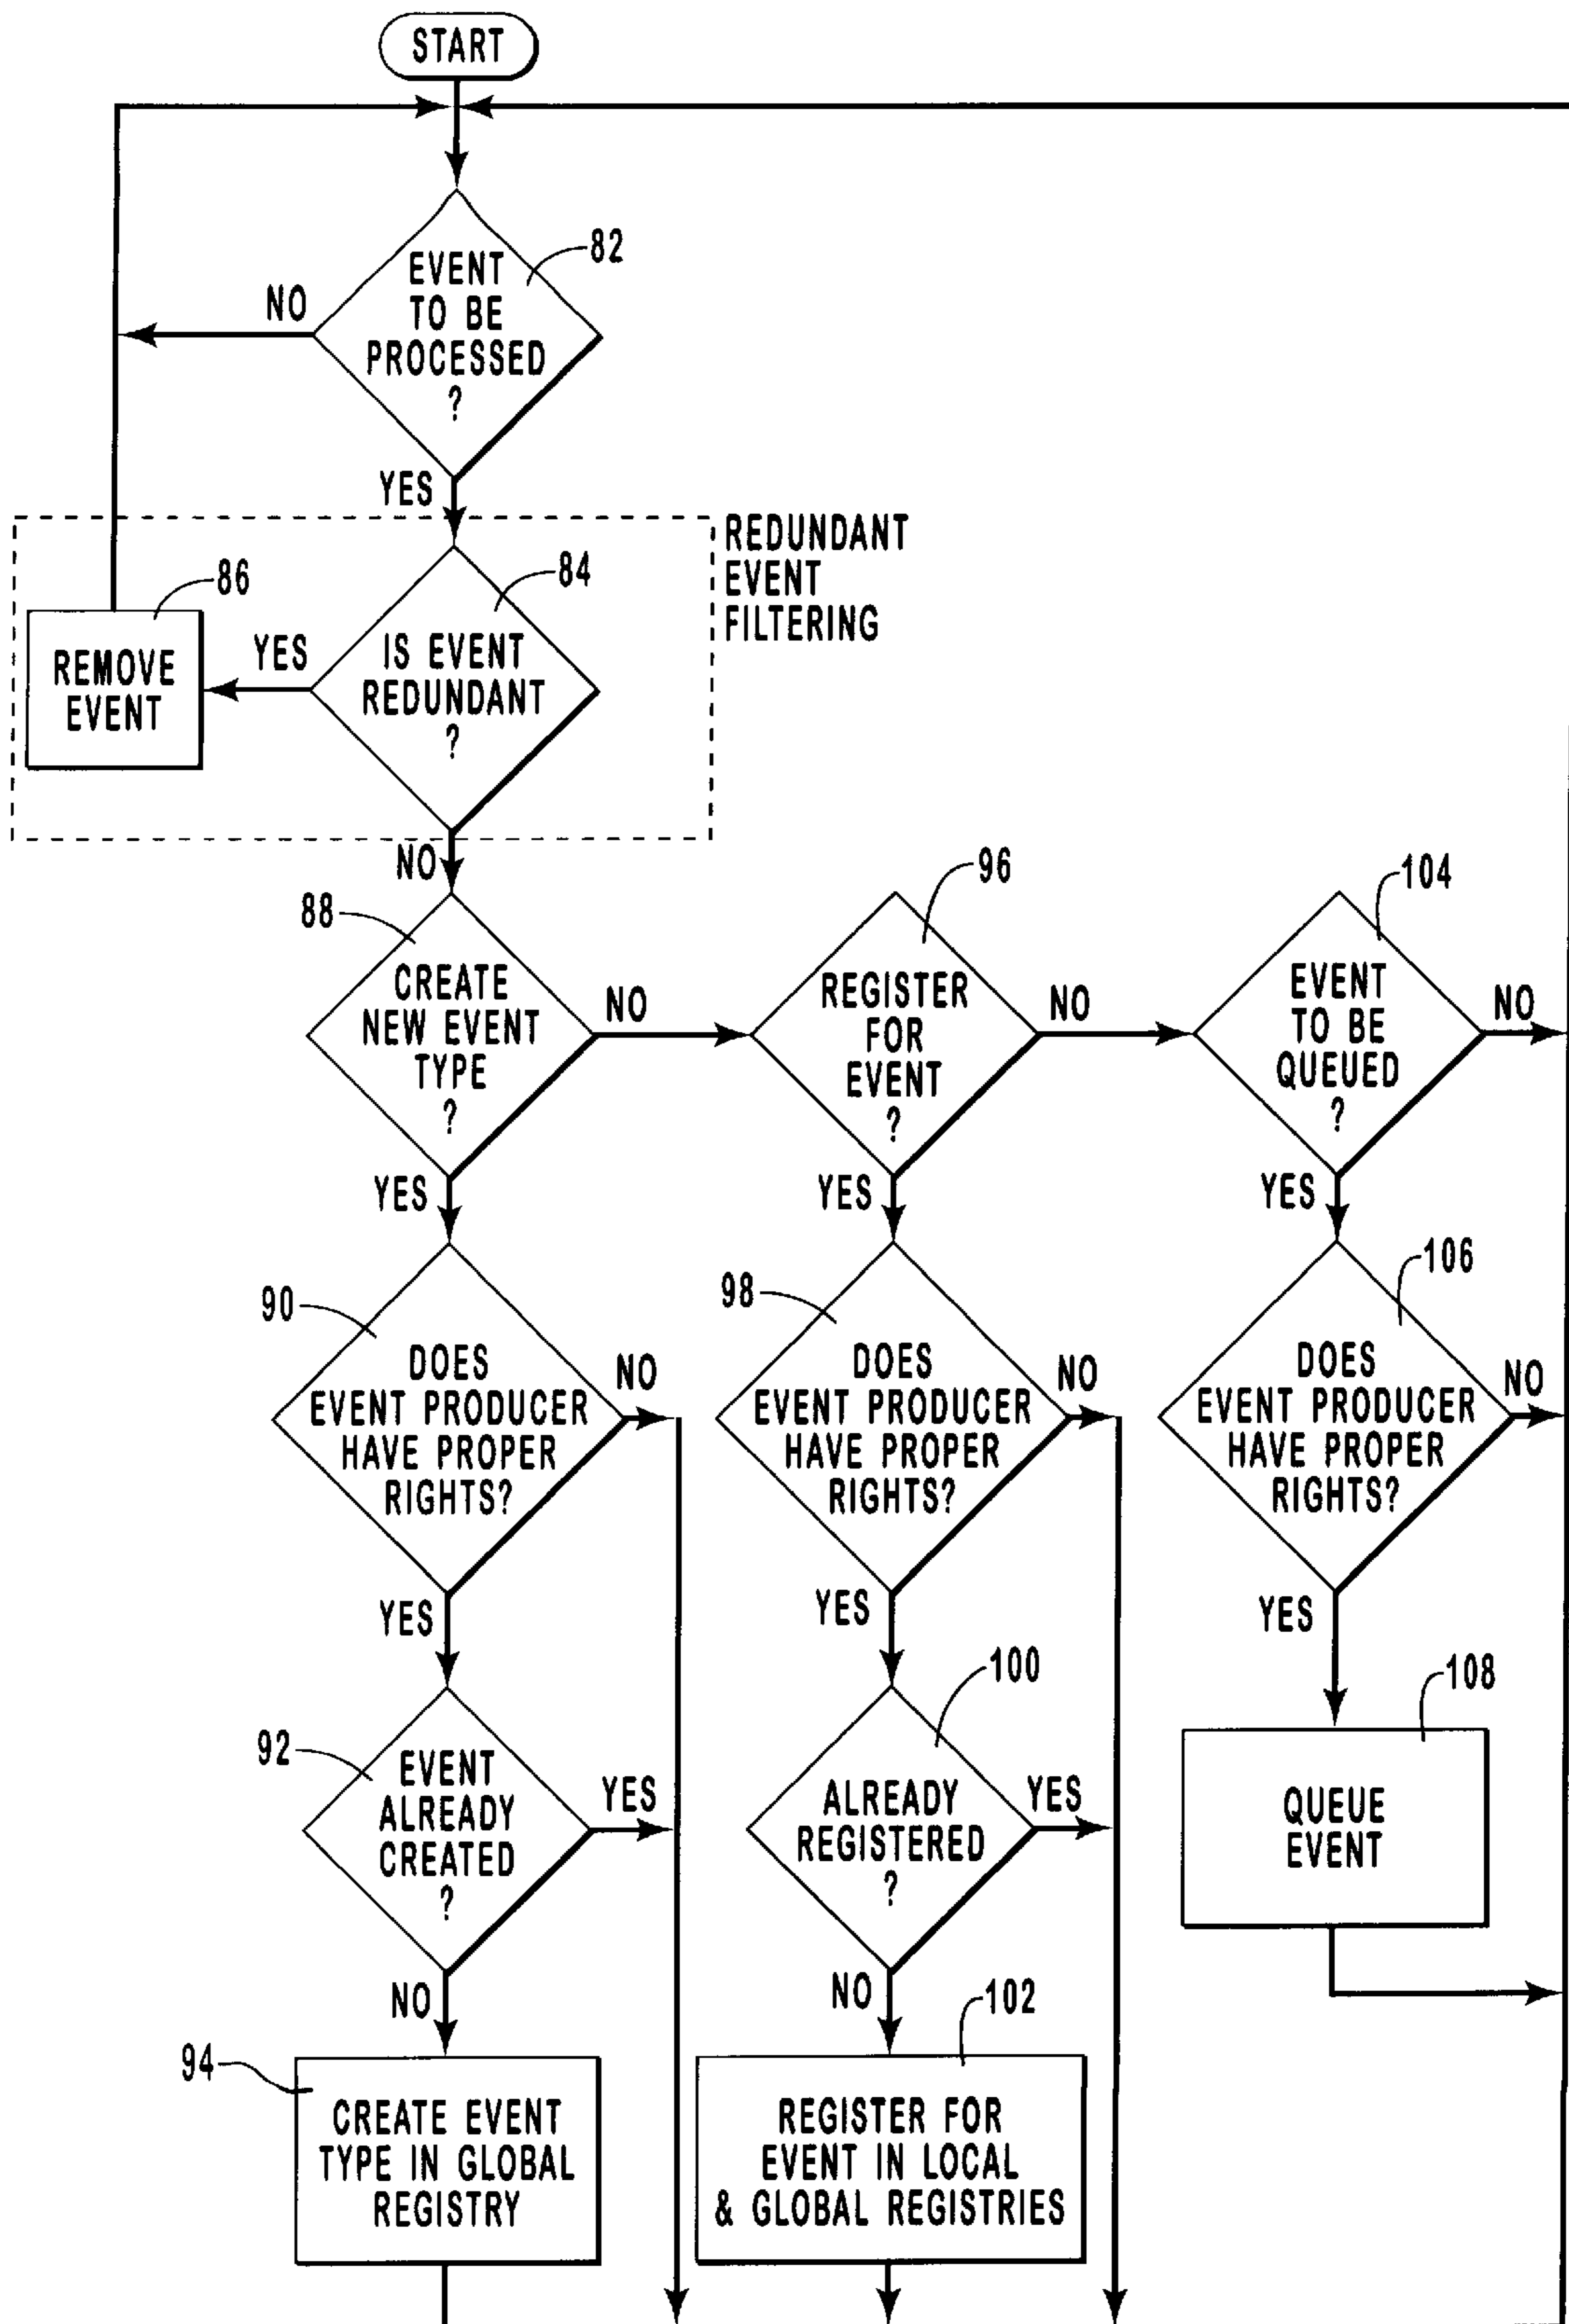 START
82
EVENT
TO BE
PROCESSED
?
NO
YES
REDUNDANT
EVENT
FILTERING
86
84
REMOVE
EVENT
YES
IS EVENT
REDUNDANT
?
NO
88
96
104
CREATE
NEW EVENT
TYPE
?
NO
REGISTER
FOR
EVENT
?
NO
EVENT
TO BE
QUEUED
?
NO
YES
YES
YES
90
98
106
DOES
EVENT PRODUCER
HAVE PROPER
RIGHTS?
NO
DOES
EVENT PRODUCER
HAVE PROPER
RIGHTS?
NO
DOES
EVENT PRODUCER
HAVE PROPER
RIGHTS?
NO
YES
YES
YES
92
100
108
EVENT
ALREADY
CREATED
?
YES
ALREADY
REGISTERED
?
YES
QUEUE
EVENT
NO
NO
94
102
CREATE EVENT
TYPE IN GLOBAL
REGISTRY
REGISTER FOR
EVENT IN LOCAL
& GLOBAL REGISTRIES